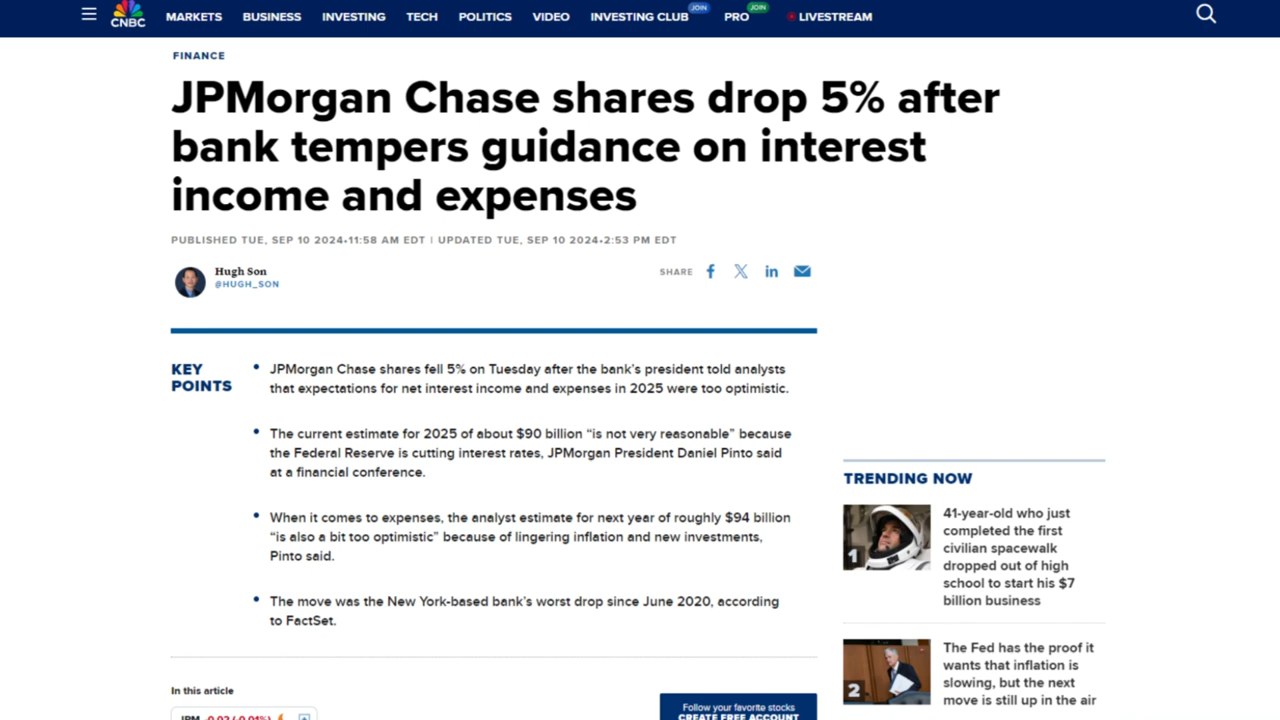 MARKETS BUSINESS INVESTING TECH POLITICS VIDEO INVESTING CLUB JOIN PRO JOIN LIVESTREAM
CNBC
FINANCE
JPMorgan Chase shares drop 5% after
bank tempers guidance on interest
income and expenses
PUBLISHED TUE, SEP 10 2024•11:58 AM EDT | UPDATED TUE, SEP 10 2024•2:53 PM EDT
Hugh Son
@HUGH_SON
SHARE
KEY
POINTS
• JPMorgan Chase shares fell 5% on Tuesday after the bank’s president told analysts
that expectations for net interest income and expenses in 2025 were too optimistic.
• The current estimate for 2025 of about $90 billion “is not very reasonable” because
the Federal Reserve is cutting interest rates, JPMorgan President Daniel Pinto said
at a financial conference.
• When it comes to expenses, the analyst estimate for next year of roughly $94 billion
“is also a bit too optimistic” because of lingering inflation and new investments,
Pinto said.
• The move was the New York-based bank’s worst drop since June 2020, according
to FactSet.
In this article
JPM -0.02 (-0.01%)
Follow your favorite stocks
CREATE FREE ACCOUNT
TRENDING NOW
1
41-year-old who just
completed the first
civilian spacewalk
dropped out of high
school to start his $7
billion business
2
The Fed has the proof it
wants that inflation is
slowing, but the next
move is still up in the air